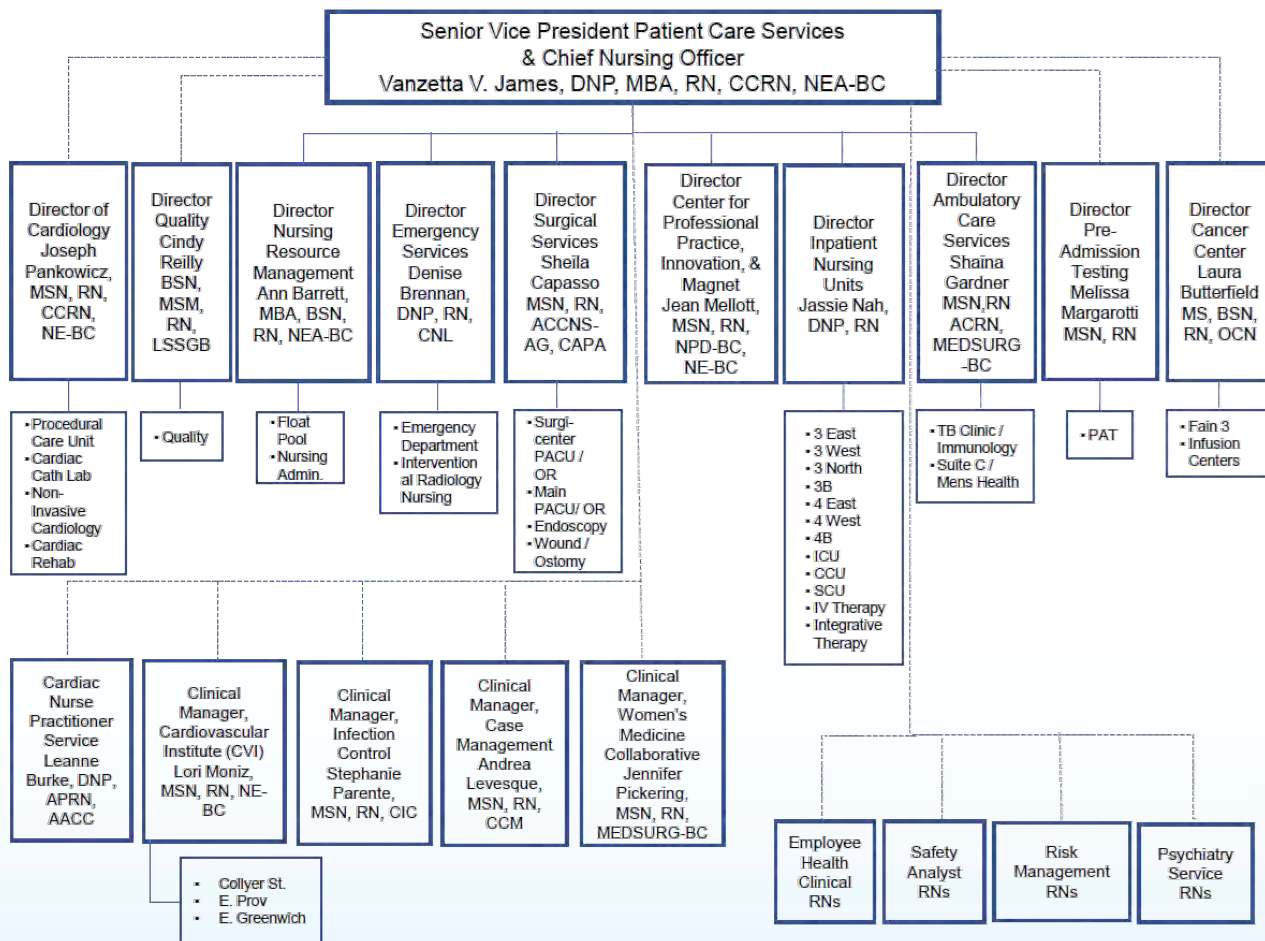 Senior Vice President Patient Care Services
& Chief Nursing Officer
Vanzetta V. James, DNP, MBA, RN, CCRN, NEA-BC
Director of
Cardiology
Joseph
Pankowicz,
MSN, RN,
CCRN,
NE-BC
Director
Quality
Cindy
Reilly
BSN,
MSM,
RN,
LSSGB
Director
Nursing
Resource
Management
Ann Barrett,
MBA, BSN,
RN, NEA-BC
Director
Emergency
Services
Denise
Brennan,
DNP, RN,
CNL
Director
Surgical
Services
Sheila
Capasso
MSN, RN,
ACCNS-
AG, CAPA
Director
Center for
Professional
Practice,
Innovation, &
Magnet
Jean Mellott,
MSN, RN,
NPD-BC,
NE-BC
Director
Inpatient
Nursing
Units
Jassie Nah,
DNP, RN
Director
Ambulatory
Care
Services
Shaina
Gardner
MSN,RN
ACRN,
MEDSURG
-BC
Director
Pre-
Admission
Testing
Melissa
Margarotti
MSN, RN
Director
Cancer
Center
Laura
Butterfield
MS, BSN,
RN, OCN
▪ Procedural
Care Unit
▪ Cardiac
Cath Lab
▪ Non-
Invasive
Cardiology
▪ Cardiac
Rehab
▪ Quality
▪ Float
Pool
▪ Nursing
Admin.
▪ Emergency
Department
▪ Intervention
al Radiology
Nursing
▪ Surgi-
center
PACU /
OR
▪ Main
PACU/ OR
▪ Endoscopy
▪ Wound /
Ostomy
▪ 3 East
▪ 3 West
▪ 3 North
▪ 3B
▪ 4 East
▪ 4 West
▪ 4B
▪ ICU
▪ CCU
▪ SCU
▪ IV Therapy
▪ Integrative
Therapy
▪ TB Clinic /
Immunology
▪ Suite C /
Mens Health
▪ PAT
▪ Fain 3
▪ Infusion
Centers
Cardiac
Nurse
Practitioner
Service
Leanne
Burke, DNP,
APRN,
AACC
Clinical
Manager,
Cardiovascular
Institute (CVI)
Lori Moniz,
MSN, RN, NE-
BC
Clinical
Manager,
Infection
Control
Stephanie
Parente,
MSN, RN, CIC
Clinical
Manager,
Case
Management
Andrea
Levesque,
MSN, RN,
CCM
Clinical
Manager,
Women's
Medicine
Collaborative
Jennifer
Pickering,
MSN, RN,
MEDSURG-BC
▪ Collyer St.
▪ E. Prov
▪ E. Greenwich
Employee
Health
Clinical
RNs
Safety
Analyst
RNs
Risk
Management
RNs
Psychiatry
Service
RNs